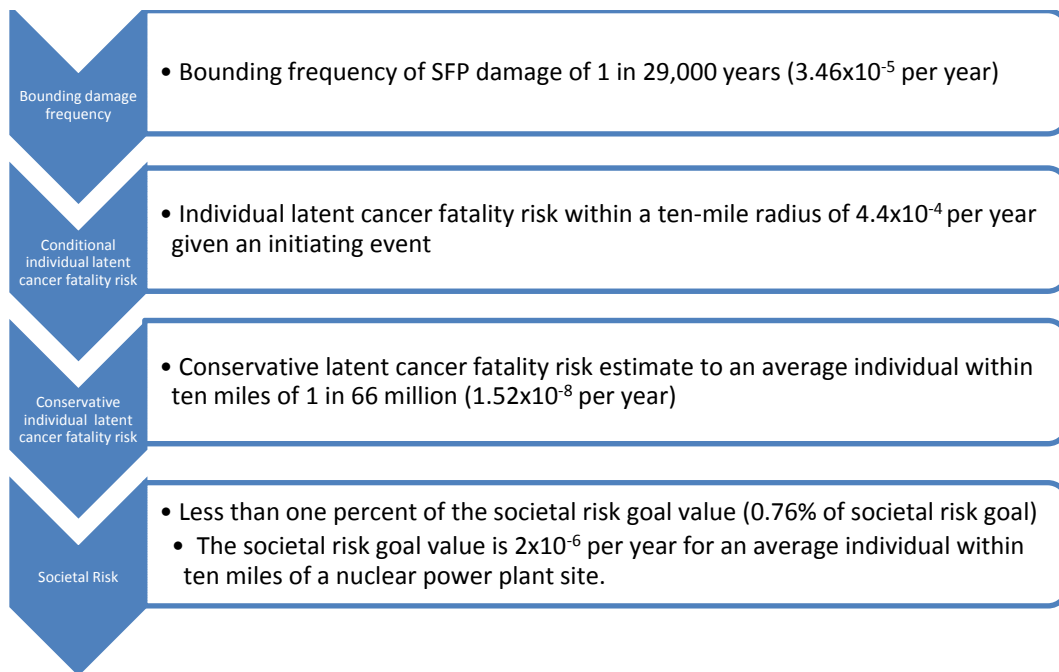 Bounding damage
frequency
• Bounding frequency of SFP damage of 1 in 29,000 years (3.46x10⁻⁵ per year)
Conditional
individual latent
cancer fatality risk
• Individual latent cancer fatality risk within a ten-mile radius of 4.4x10⁻⁴ per year
given an initiating event
Conservative
individual latent
cancer fatality risk
• Conservative latent cancer fatality risk estimate to an average individual within
ten miles of 1 in 66 million (1.52x10⁻⁸ per year)
Societal Risk
• Less than one percent of the societal risk goal value (0.76% of societal risk goal)
• The societal risk goal value is 2x10⁻⁶ per year for an average individual within
ten miles of a nuclear power plant site.